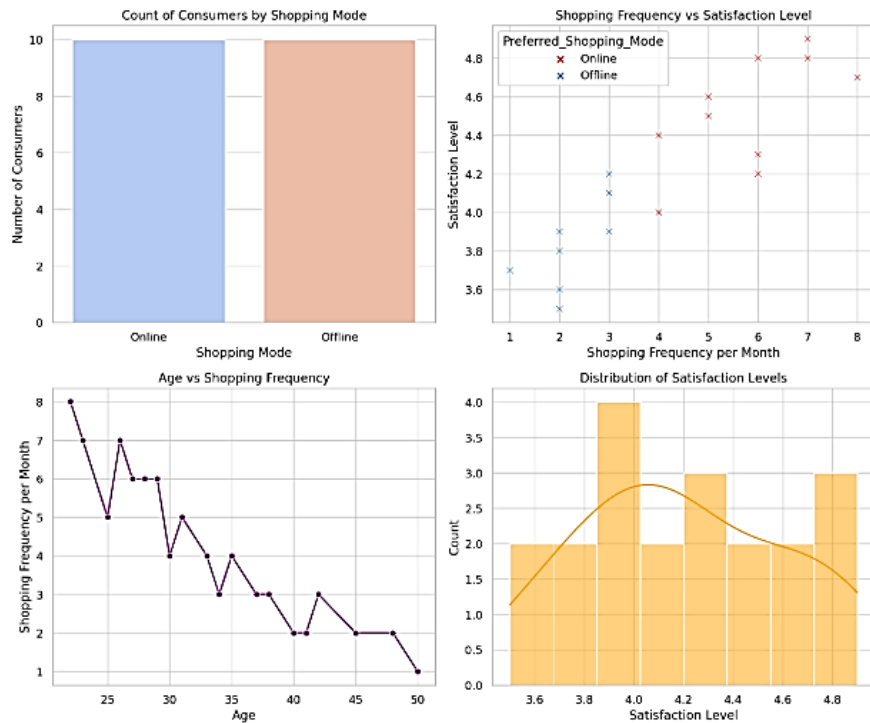 Count of Consumers by Shopping Mode
10
8
6
4
2
0
Number of Consumers
Online
Offline
Shopping Mode
Shopping Frequency vs Satisfaction Level
Preferred_Shopping_Mode
Online
Offline
4.8
4.6
4.4
4.2
4.0
3.8
3.6
Satisfaction Level
1 2 3 4 5 6 7 8
Shopping Frequency per Month
Age vs Shopping Frequency
8
7
6
5
4
3
2
1
Shopping Frequency per Month
25 30 35 40 45 50
Age
Distribution of Satisfaction Levels
4.0
3.5
3.0
2.5
2.0
1.5
1.0
0.5
0.0
Count
3.6 3.8 4.0 4.2 4.4 4.6 4.8
Satisfaction Level